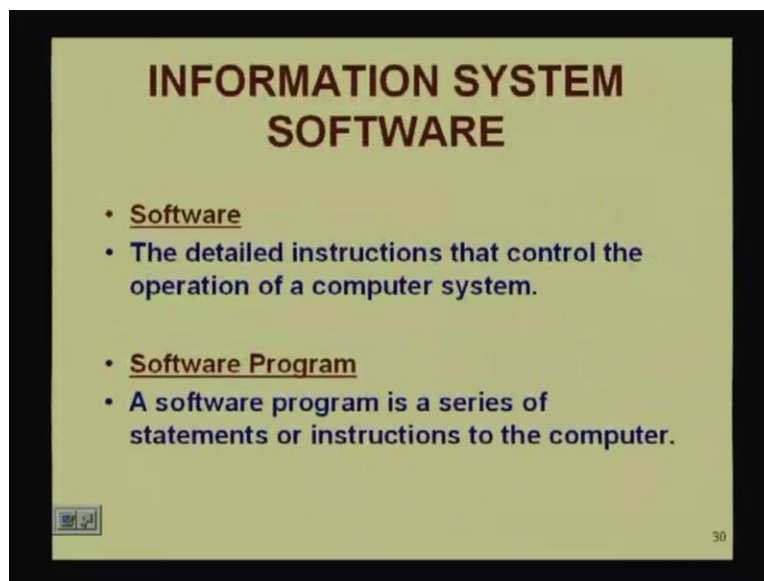 INFORMATION SYSTEM
SOFTWARE
• Software
• The detailed instructions that control the
operation of a computer system.
• Software Program
• A software program is a series of
statements or instructions to the computer.
30